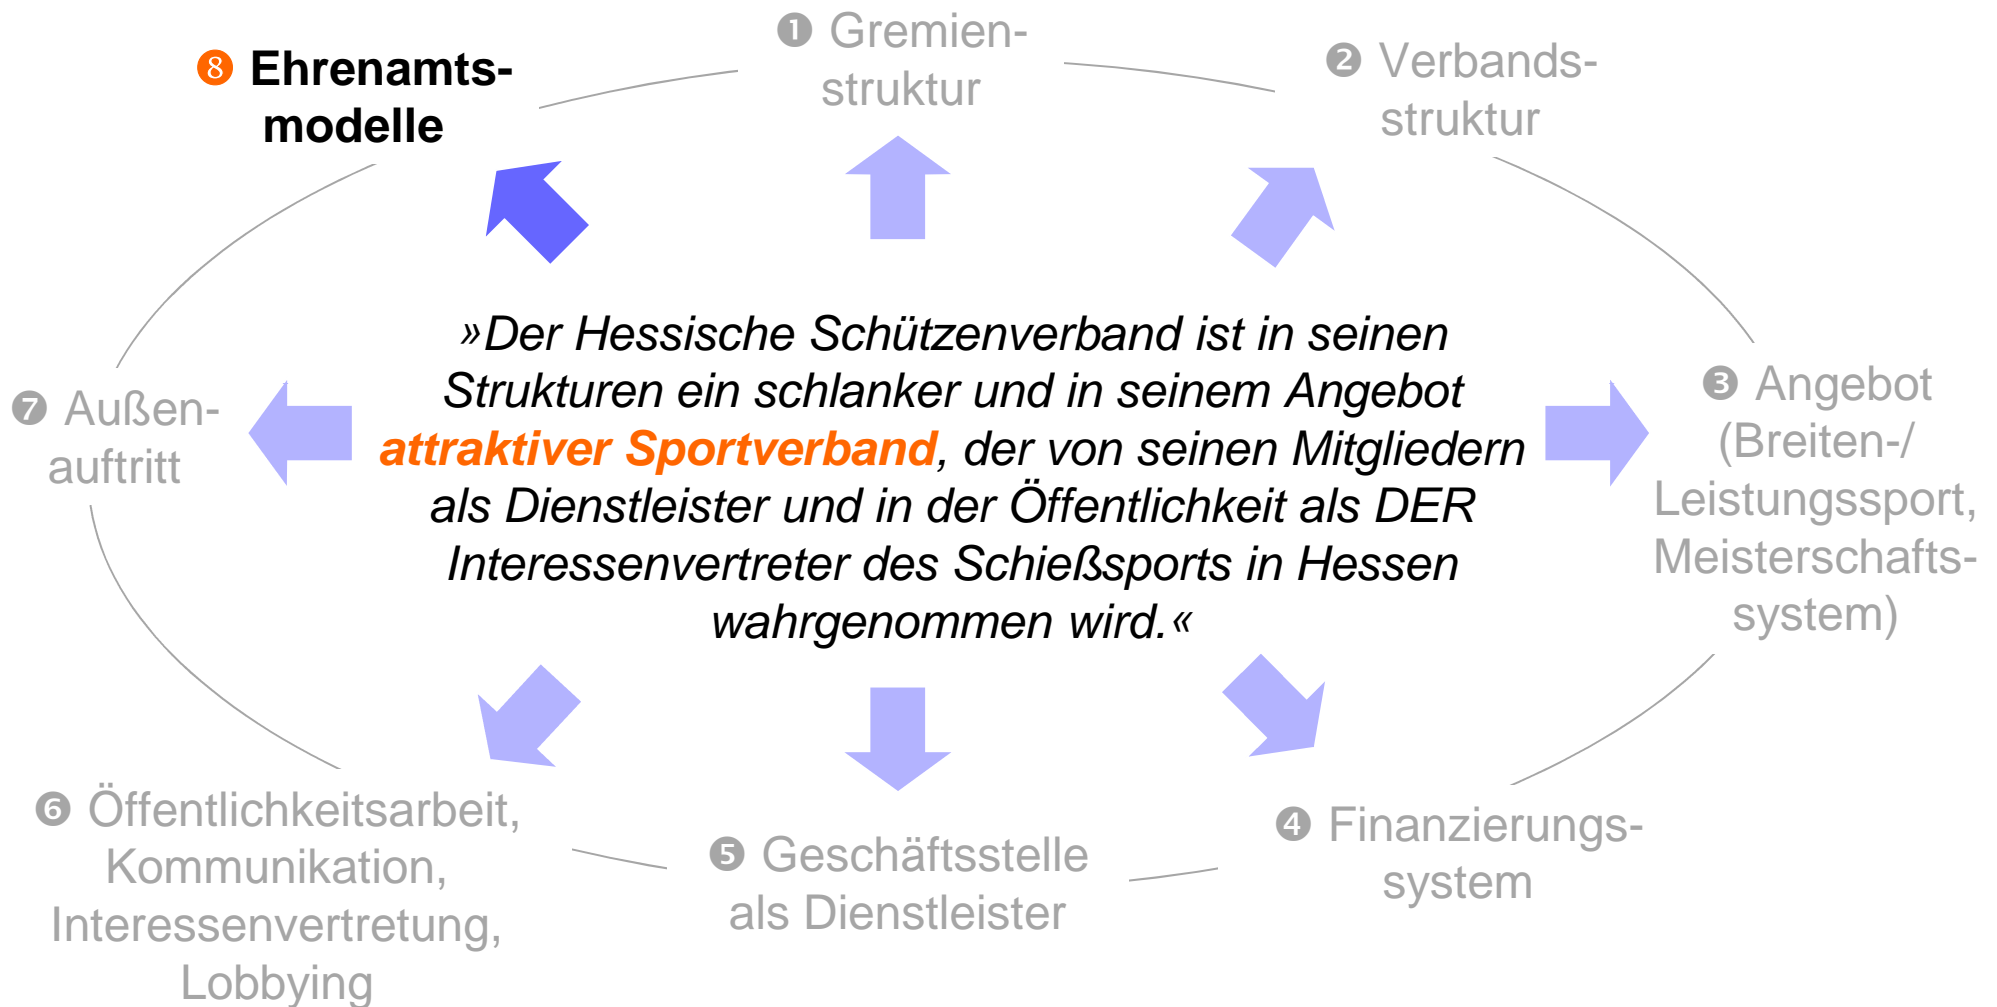 ❶ Gremien-
struktur
❷ Verbands-
struktur
❸ Angebot
(Breiten-/
Leistungssport,
Meisterschafts-
system)
❹ Finanzierungs-
system
❺ Geschäftsstelle
als Dienstleister
❻ Öffentlichkeitsarbeit,
Kommunikation,
Interessenvertretung,
Lobbying
❼ Außen-
auftritt
❽ Ehrenamts-
modelle
»Der Hessische Schützenverband ist in seinen
Strukturen ein schlanker und in seinem Angebot
attraktiver Sportverband, der von seinen Mitgliedern
als Dienstleister und in der Öffentlichkeit als DER
Interessenvertreter des Schießsports in Hessen
wahrgenommen wird.«